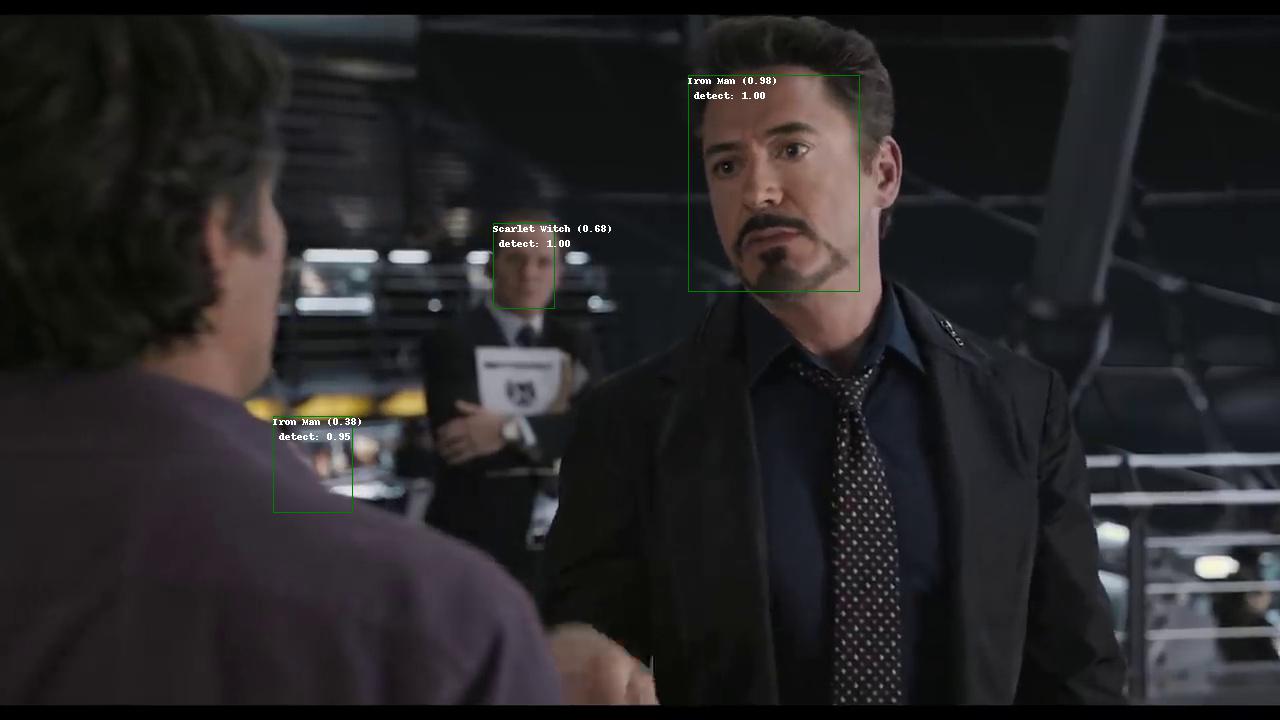 Iron Man (0.98)
detect: 1.00
Scarlet Witch (0.68)
detect: 1.00
Iron Man (0.38)
detect: 0.95